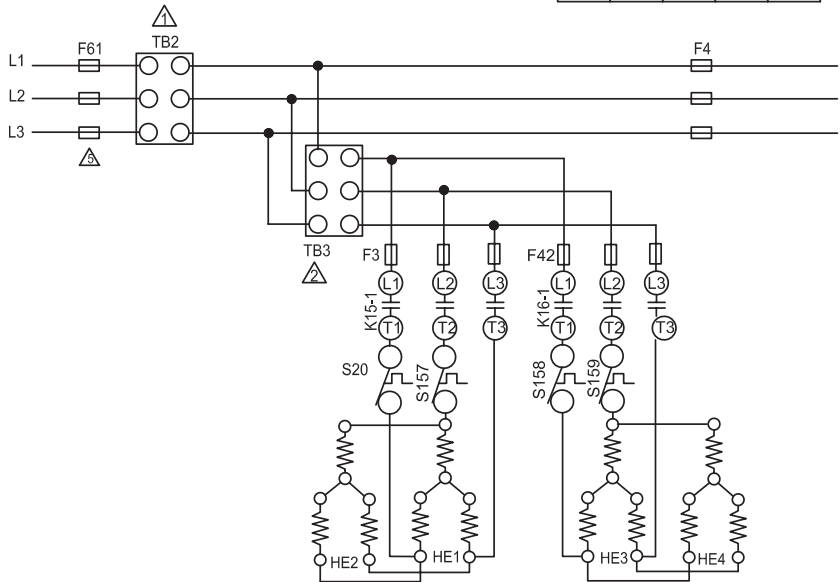 1
TB2
F61
F4
L1
L2
L3
5
TB3
2
F3
F42
L1
L2
L3
L1
L2
L3
K15-1
K16-1
T1
T2
T3
T1
T2
T3
S20
S157
S158
S159
HE2
HE1
HE3
HE4